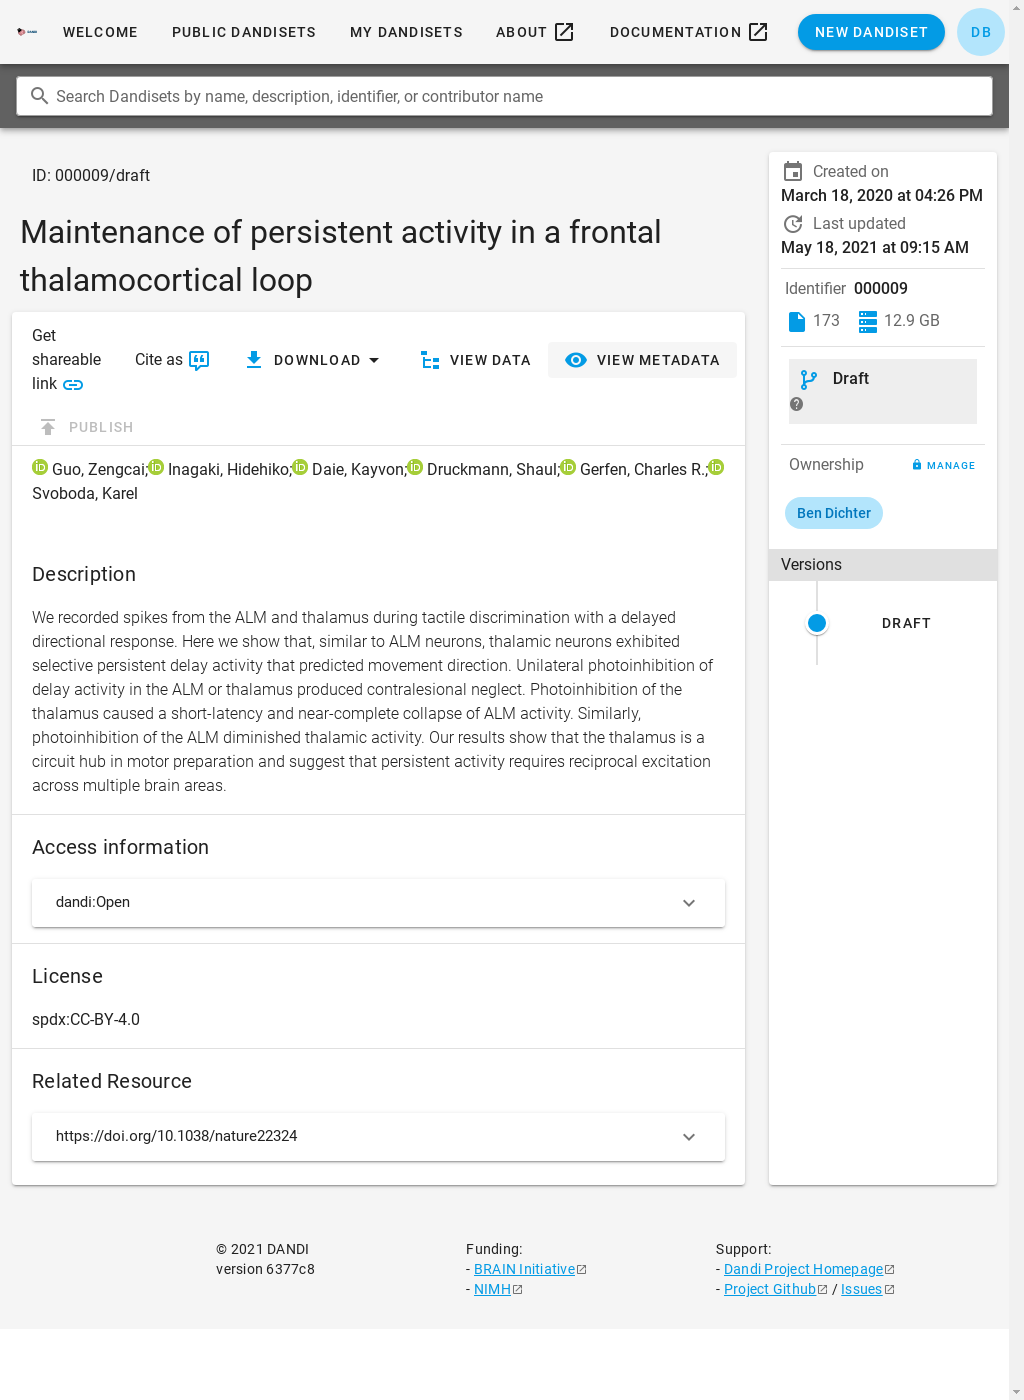 DANDI
WELCOME
PUBLIC DANDISETS
MY DANDISETS
ABOUT
DOCUMENTATION
NEW DANDISET
DB
Search Dandisets by name, description, identifier, or contributor name
ID: 000009/draft
Maintenance of persistent activity in a frontal
thalamocortical loop
Get
shareable
link
Cite as
DOWNLOAD
VIEW DATA
VIEW METADATA
PUBLISH
iD Guo, Zengcai; iD Inagaki, Hidehiko; iD Daie, Kayvon; iD Druckmann, Shaul; iD Gerfen, Charles R.; iD
Svoboda, Karel
Description
We recorded spikes from the ALM and thalamus during tactile discrimination with a delayed
directional response. Here we show that, similar to ALM neurons, thalamic neurons exhibited
selective persistent delay activity that predicted movement direction. Unilateral photoinhibition of
delay activity in the ALM or thalamus produced contralesional neglect. Photoinhibition of the
thalamus caused a short-latency and near-complete collapse of ALM activity. Similarly,
photoinhibition of the ALM diminished thalamic activity. Our results show that the thalamus is a
circuit hub in motor preparation and suggest that persistent activity requires reciprocal excitation
across multiple brain areas.
Access information
dandi:Open
License
spdx:CC-BY-4.0
Related Resource
https://doi.org/10.1038/nature22324
Created on
March 18, 2020 at 04:26 PM
Last updated
May 18, 2021 at 09:15 AM
Identifier 000009
173
12.9 GB
Draft
Ownership
MANAGE
Ben Dichter
Versions
DRAFT
© 2021 DANDI
version 6377c8
Funding:
- BRAIN Initiative
- NIMH
Support:
- Dandi Project Homepage
- Project Github / Issues